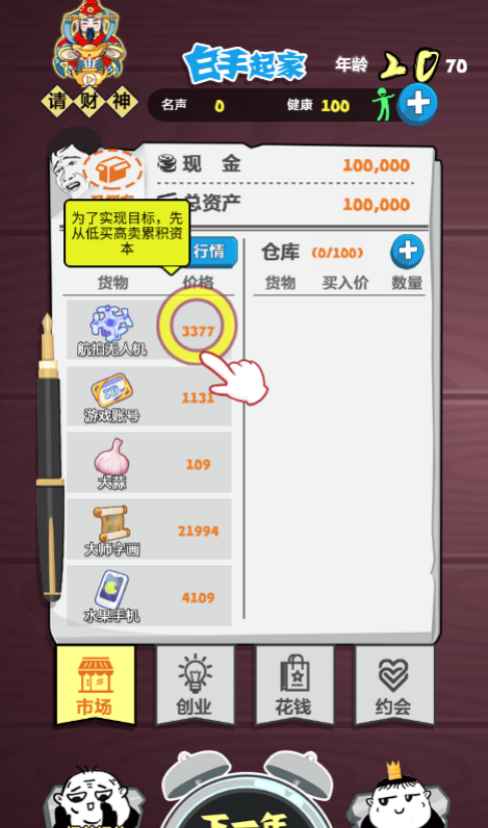 白手起家
年龄 20 70
请财神
名声 0 健康 100
现金 100,000
总资产 100,000
为了实现目标，先
从低买高卖累积资
本
行情
仓库 (0/100)
货物 价格
货物 买入价 数量
航拍无人机 3377
游戏账号 1131
大蒜 109
大师字画 21994
水果手机 4109
市场 创业 花钱 约会
下一年